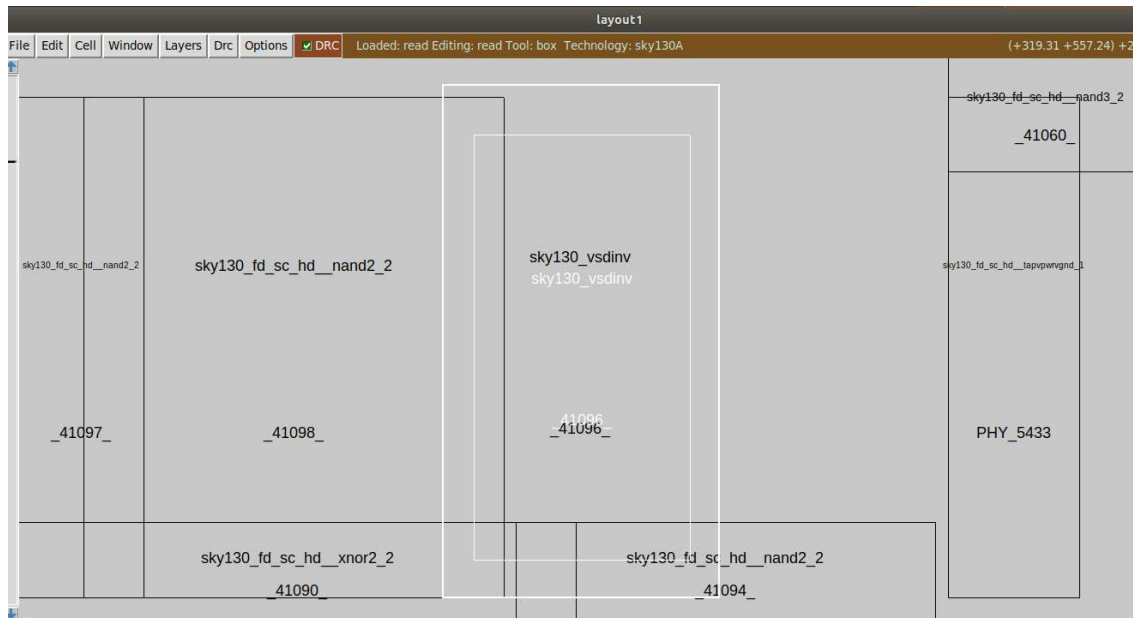 layout1
File Edit Cell Window Layers Drc Options DRC Loaded: read Editing: read Tool: box Technology: sky130A (+319.31 +557.24) +2
sky130_fd_sc_hd__nand3_2
_41060_
sky130_fd_sc_hd__nand2_2
sky130_fd_sc_hd__nand2_2
sky130_vsdinv
sky130_vsdinv
sky130_fd_sc_hd__tapvpwrvgnd_1
_41097_
_41098_
_41096_
_41096_
PHY_5433
sky130_fd_sc_hd__xnor2_2
sky130_fd_sc_hd__nand2_2
_41090_
_41094_